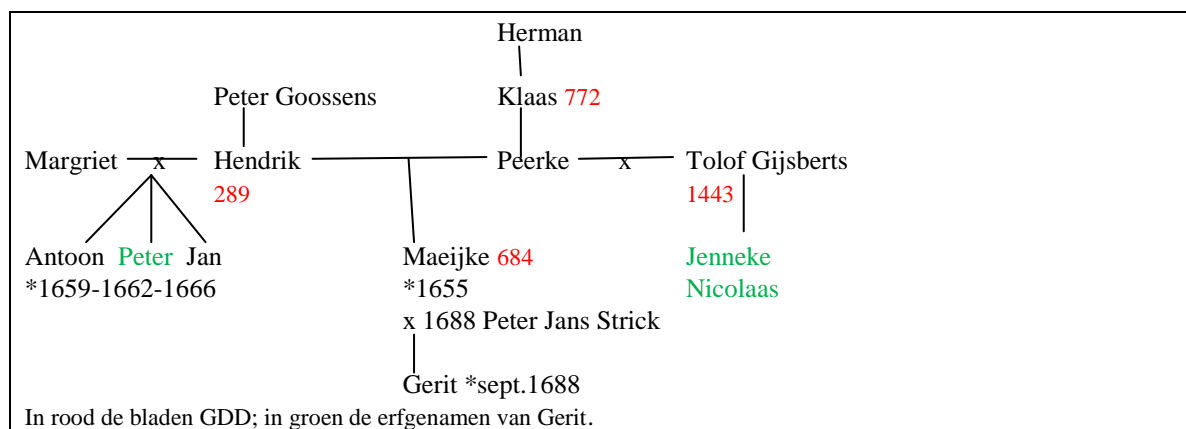 Herman
Peter Goossens Klaas 772
Margriet x Hendrik Peerke x Tolof Gijsberts
289 1443
Antoon Peter Jan Maeijke 684 Jenneke
*1659-1662-1666 *1655 Nicolaas
x 1688 Peter Jans Strick
Gerit *sept.1688
In rood de bladen GDD; in groen de erfgenamen van Gerit.